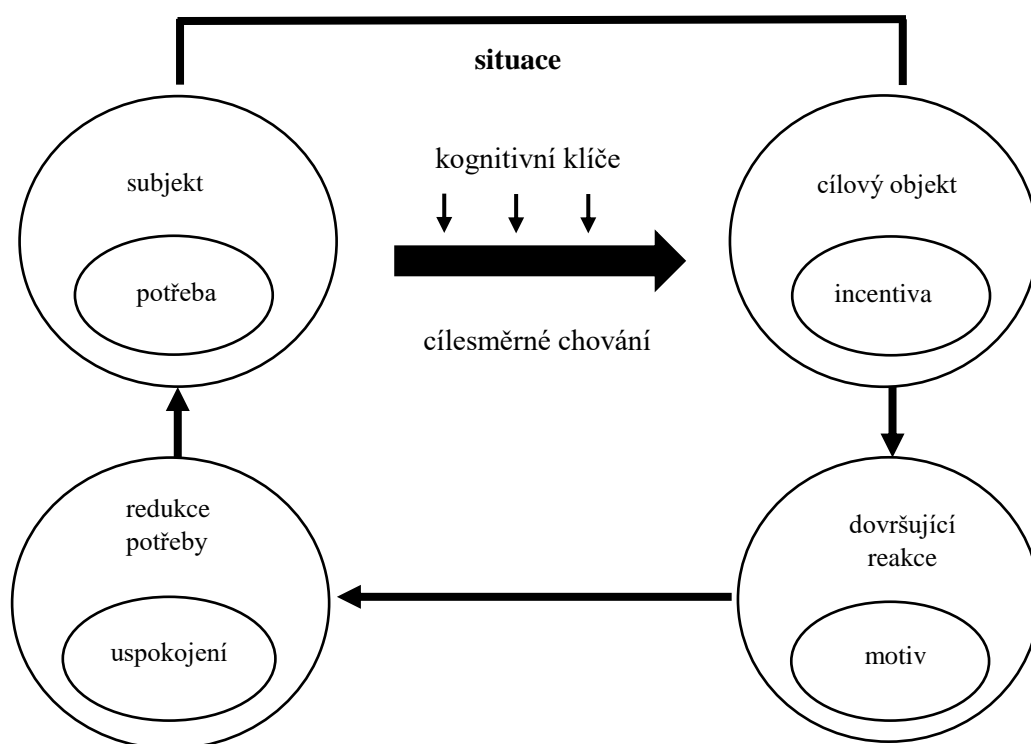 situace
kognitivní klíče
subjekt
cílový objekt
potřeba
incentiva
cílesměrné chování
redukce
potřeby
dovršující
reakce
uspokojení
motiv